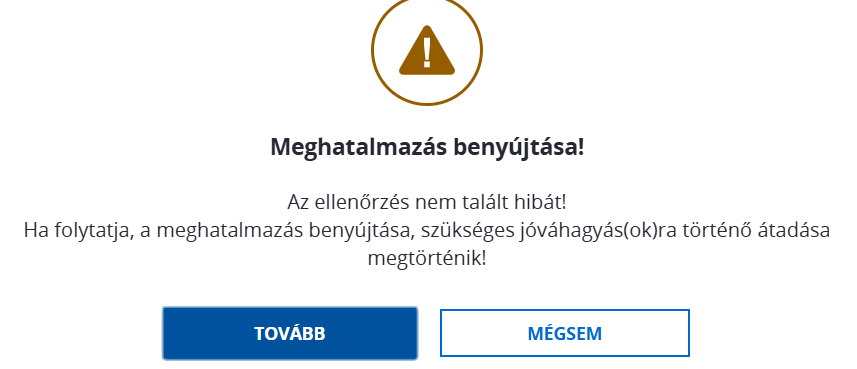 Meghatalmazás benyújtása!
Az ellenőrzés nem talált hibát!
Ha folytatja, a meghatalmazás benyújtása, szükséges jóváhagyás(ok)ra történő átadása
megtörténik!
TOVÁBB
MÉGSEM